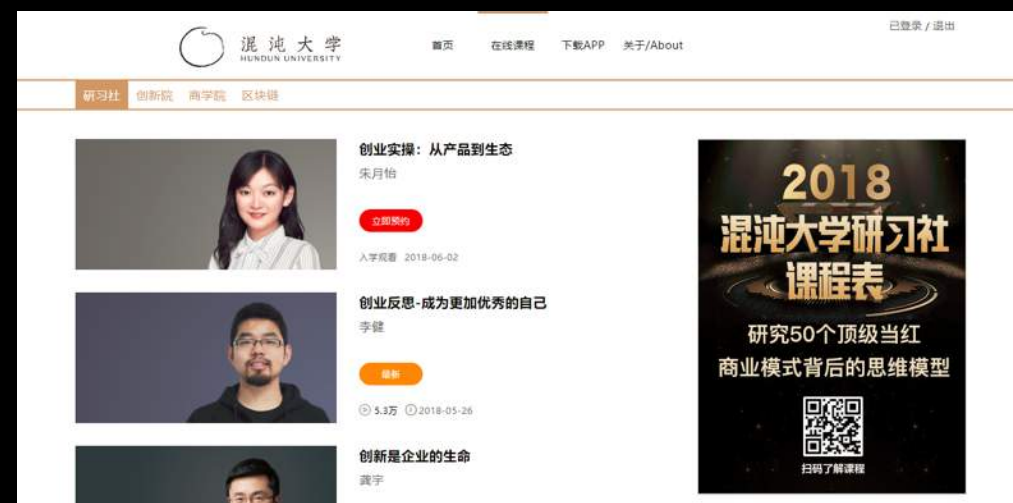 混沌大学
HUNDUN UNIVERSITY
首页 在线课程 下载APP 关于/About
已登录 / 退出
研习社 创新院 商学院 区块链
创业实操：从产品到生态
朱月怡
立即预约
入学观看 2018-06-02
创业反思-成为更加优秀的自己
李健
最新
5.3万 2018-05-26
创新是企业的生命
龚宇
2018
混沌大学研习社
课程表
研究50个顶级当红
商业模式背后的思维模型
扫码了解课程